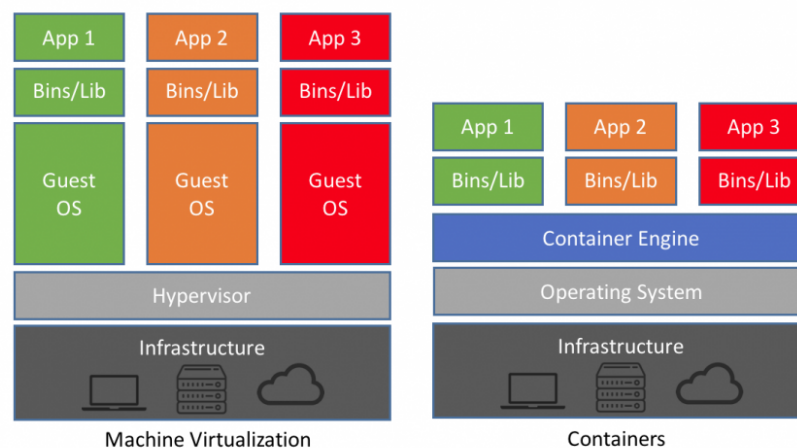 App 1
App 2
App 3
Bins/Lib
Bins/Lib
Bins/Lib
Guest
OS
Guest
OS
Guest
OS
Hypervisor
Infrastructure
Machine Virtualization
App 1
App 2
App 3
Bins/Lib
Bins/Lib
Bins/Lib
Container Engine
Operating System
Infrastructure
Containers